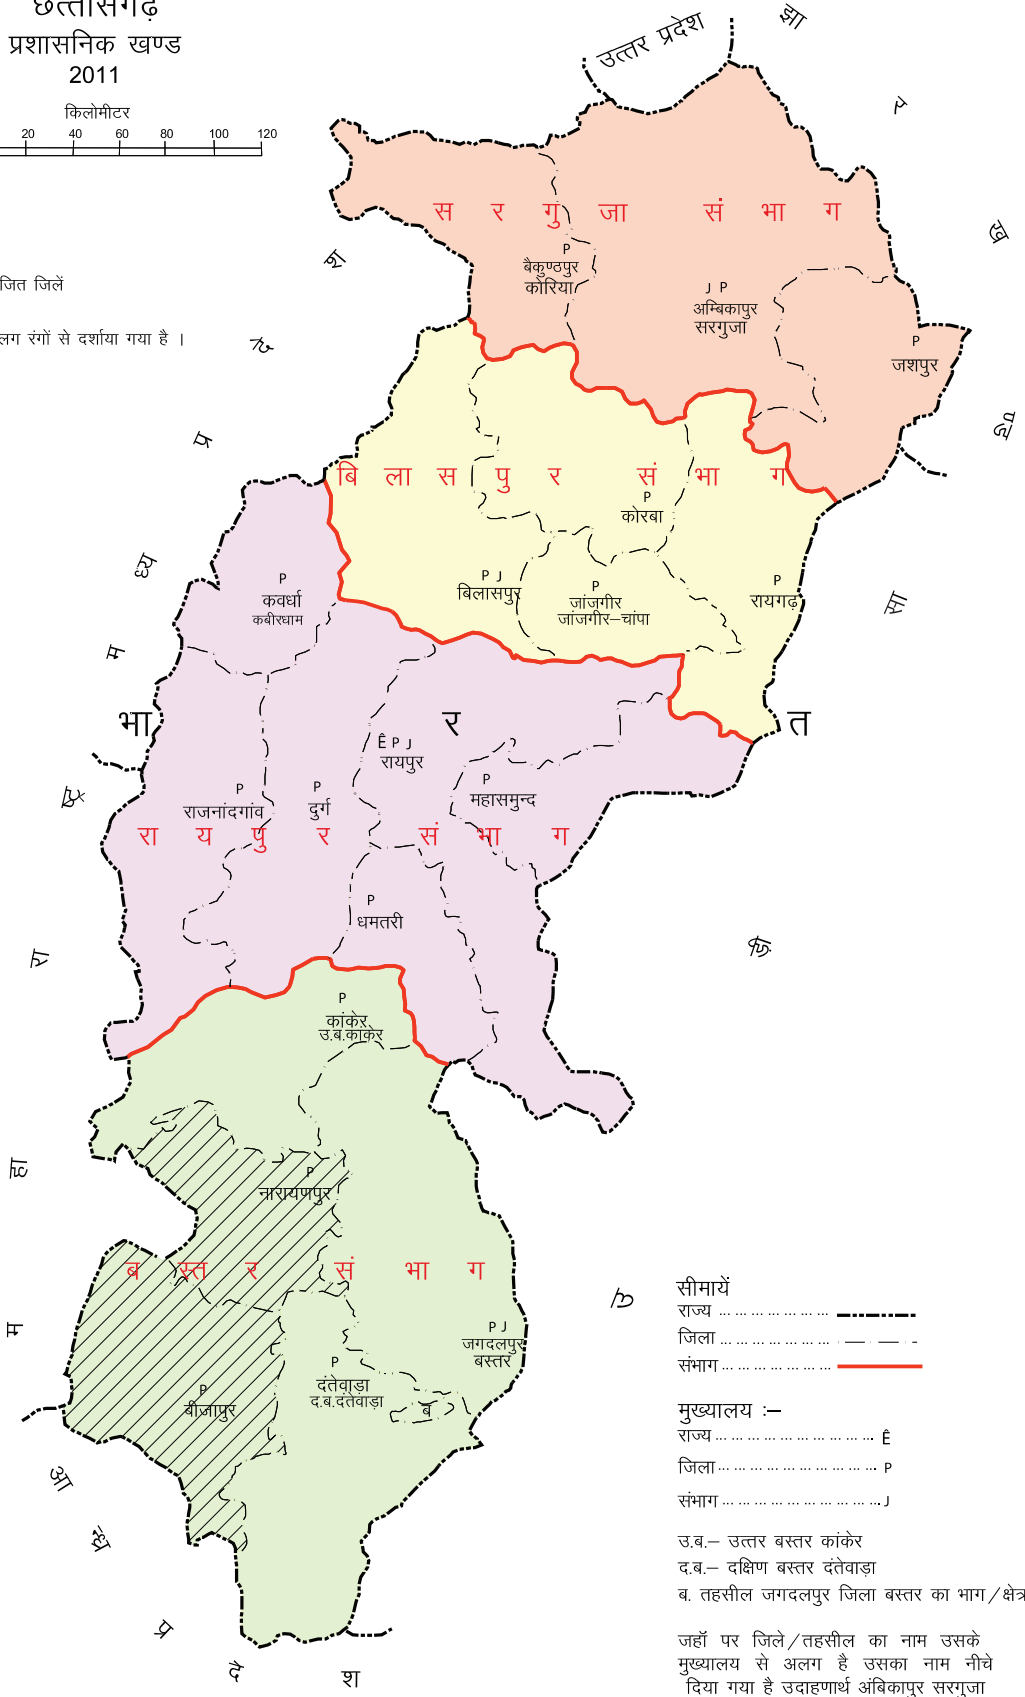 छत्तीसगढ़
प्रशासनिक खण्ड
2011
किलोमीटर
20 40 60 80 100 120
जित जिलें
लग रंगों से दर्शाया गया है ।
उत्तर प्रदेश
झा र ख ण्ड
म ध्य प्र दे श
स र गु जा सं भा ग
P
बैकुण्ठपुर
कोरिया
J P
अम्बिकापुर
सरगुजा
P
जशपुर
बि ला स पु र सं भा ग
P
कोरबा
P J
बिलासपुर
P
जांजगीर
जांजगीर–चांपा
P
रायगढ़
P
कवर्धा
कबीरधाम
भा र त
Ê P J
रायपुर
P
राजनांदगांव
P
दुर्ग
P
महासमुन्द
रा य पु र सं भा ग
P
धमतरी
म हा रा ष्ट्र
उ ड़ी सा
P
कांकेर
उ.ब.कांकेर
P
नारायणपुर
ब स्त र सं भा ग
P J
जगदलपुर
बस्तर
P
दंतेवाड़ा
द.ब.दंतेवाड़ा
ब
P
बीजापुर
आ न्ध्र प्र दे श
सीमायें
राज्य ... ... ... ... ... ... ...
जिला ... ... ... ... ... ... ...
संभाग ... ... ... ... ... ... ...
मुख्यालय :–
राज्य ... ... ... ... ... ... ... ... ... ... Ê
जिला ... ... ... ... ... ... ... ... ... ... P
संभाग ... ... ... ... ... ... ... ... ... ... J
उ.ब.– उत्तर बस्तर कांकेर
द.ब.– दक्षिण बस्तर दंतेवाड़ा
ब. तहसील जगदलपुर जिला बस्तर का भाग/क्षेत्र
जहाँ पर जिले/तहसील का नाम उसके
मुख्यालय से अलग है उसका नाम नीचे
दिया गया है उदाहणार्थ अंबिकापुर सरगुजा